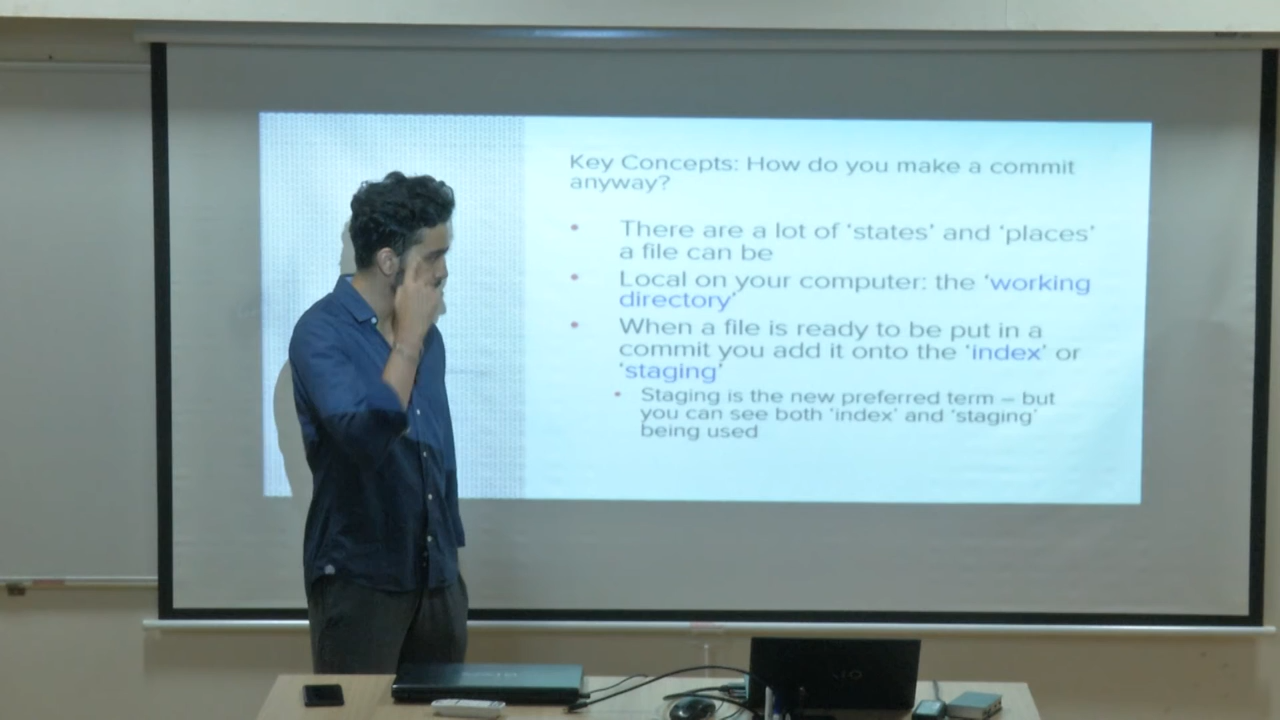 Key Concepts: How do you make a commit
anyway?
• There are a lot of ‘states’ and ‘places’
a file can be
• Local on your computer: the ‘working
directory’
• When a file is ready to be put in a
commit you add it onto the ‘index’ or
‘staging’
• Staging is the new preferred term – but
you can see both ‘index’ and ‘staging’
being used